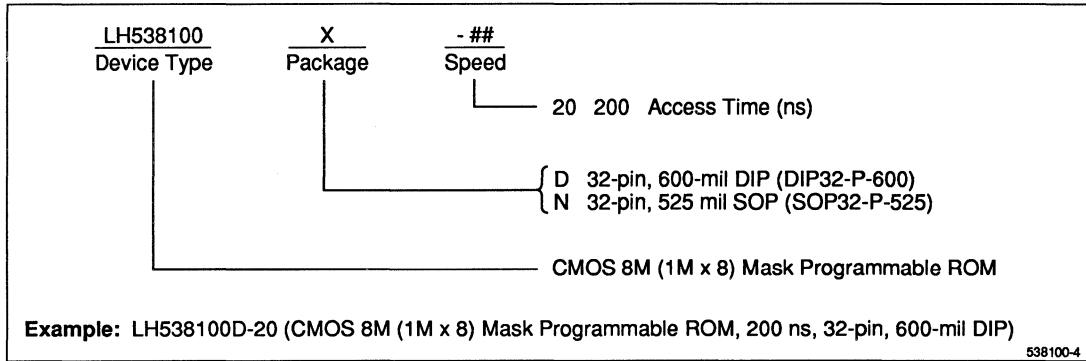 LH538100 X - ##
Device Type Package Speed
20 200 Access Time (ns)
D 32-pin, 600-mil DIP (DIP32-P-600)
N 32-pin, 525 mil SOP (SOP32-P-525)
CMOS 8M (1M x 8) Mask Programmable ROM
Example: LH538100D-20 (CMOS 8M (1M x 8) Mask Programmable ROM, 200 ns, 32-pin, 600-mil DIP)
538100-4